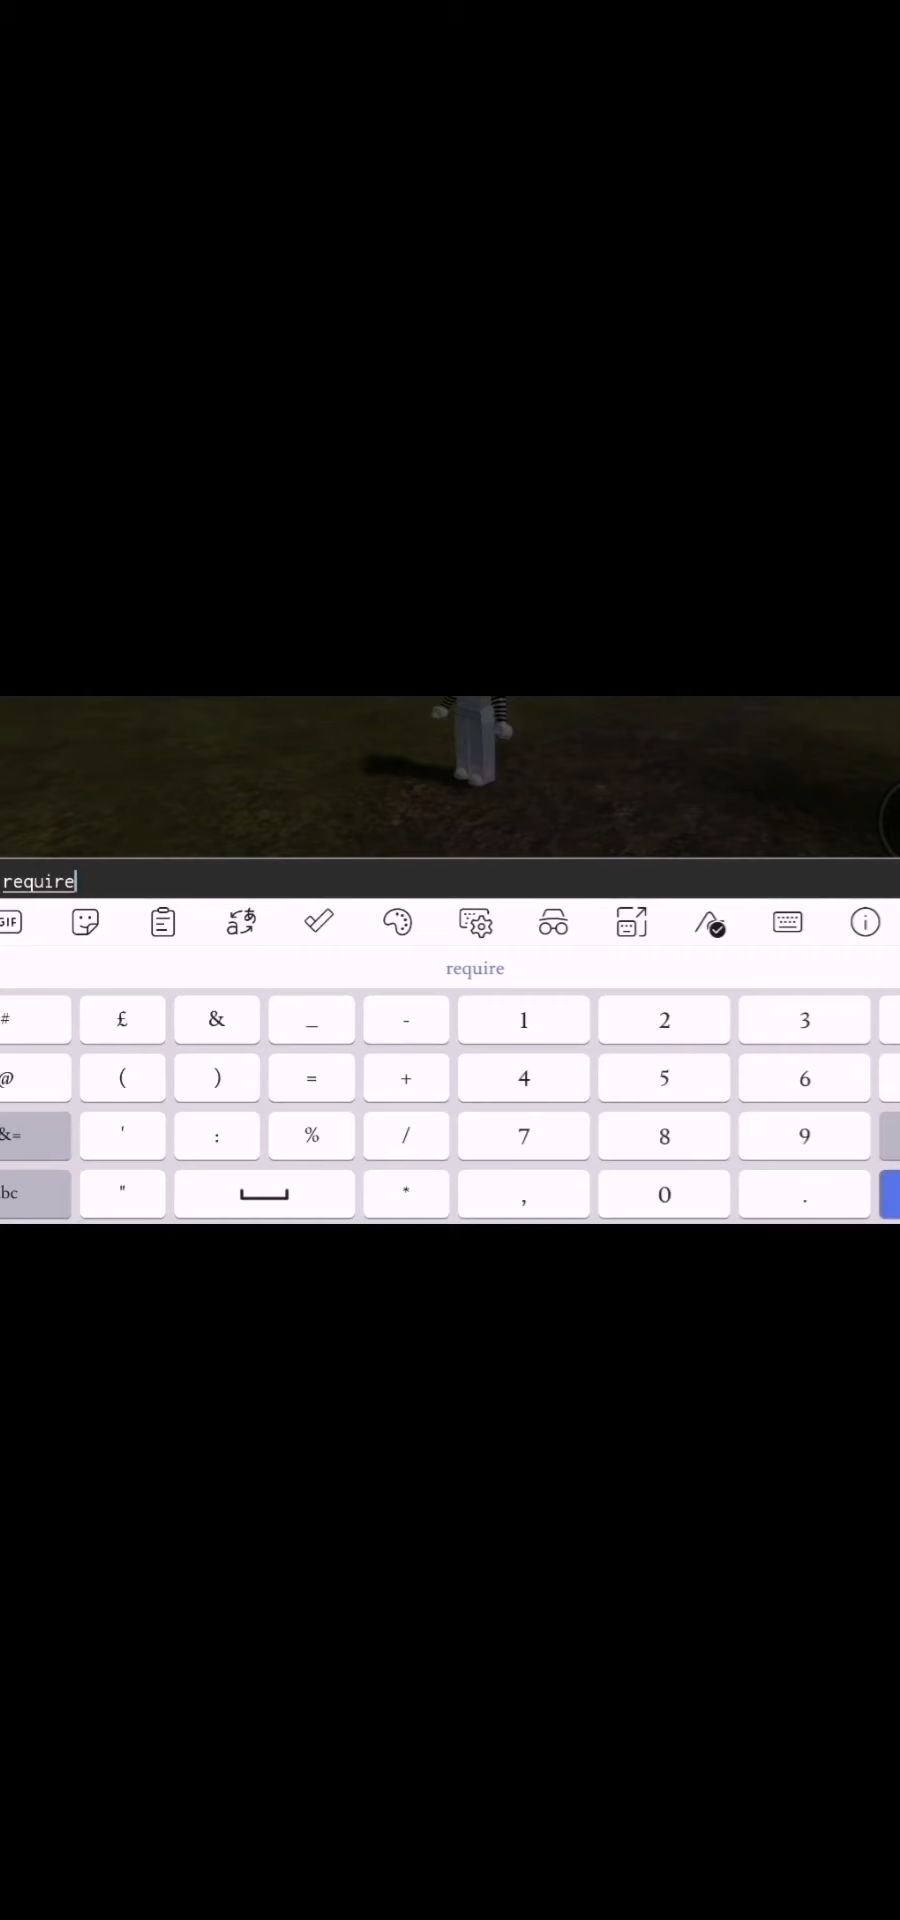 require
GIF
require
# £ & _ - 1 2 3
@ ( ) = + 4 5 6
&= ' : % / 7 8 9
bc " * , 0 .